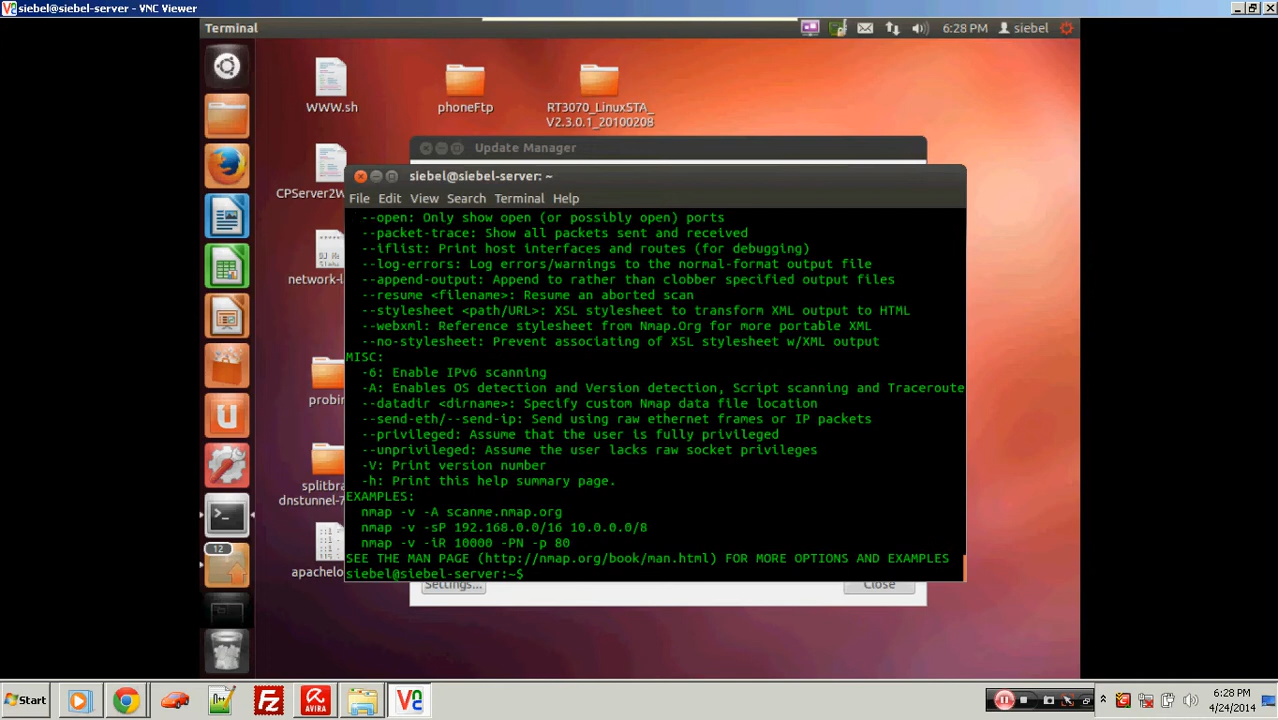 siebel@siebel-server - VNC Viewer
Terminal
6:28 PM
siebel
WWW.sh
phoneFtp
RT3070_LinuxSTA_
V2.3.0.1_20100208
Update Manager
siebel@siebel-server: ~
CPServer2W
File Edit View Search Terminal Help
--open: Only show open (or possibly open) ports
--packet-trace: Show all packets sent and received
--iflist: Print host interfaces and routes (for debugging)
--log-errors: Log errors/warnings to the normal-format output file
--append-output: Append to rather than clobber specified output files
--resume <filename>: Resume an aborted scan
--stylesheet <path/URL>: XSL stylesheet to transform XML output to HTML
--webxml: Reference stylesheet from Nmap.Org for more portable XML
--no-stylesheet: Prevent associating of XSL stylesheet w/XML output
MISC:
-6: Enable IPv6 scanning
-A: Enables OS detection and Version detection, Script scanning and Traceroute
--datadir <dirname>: Specify custom Nmap data file location
--send-eth/--send-ip: Send using raw ethernet frames or IP packets
--privileged: Assume that the user is fully privileged
--unprivileged: Assume the user lacks raw socket privileges
-V: Print version number
-h: Print this help summary page.
EXAMPLES:
nmap -v -A scanme.nmap.org
nmap -v -sP 192.168.0.0/16 10.0.0.0/8
nmap -v -iR 10000 -PN -p 80
SEE THE MAN PAGE (http://nmap.org/book/man.html) FOR MORE OPTIONS AND EXAMPLES
siebel@siebel-server:~$
network-l
probin
splitbra
dnstunnel-
apachelo
12
Settings...
Close
Start
AVIRA
6:28 PM
4/24/2014